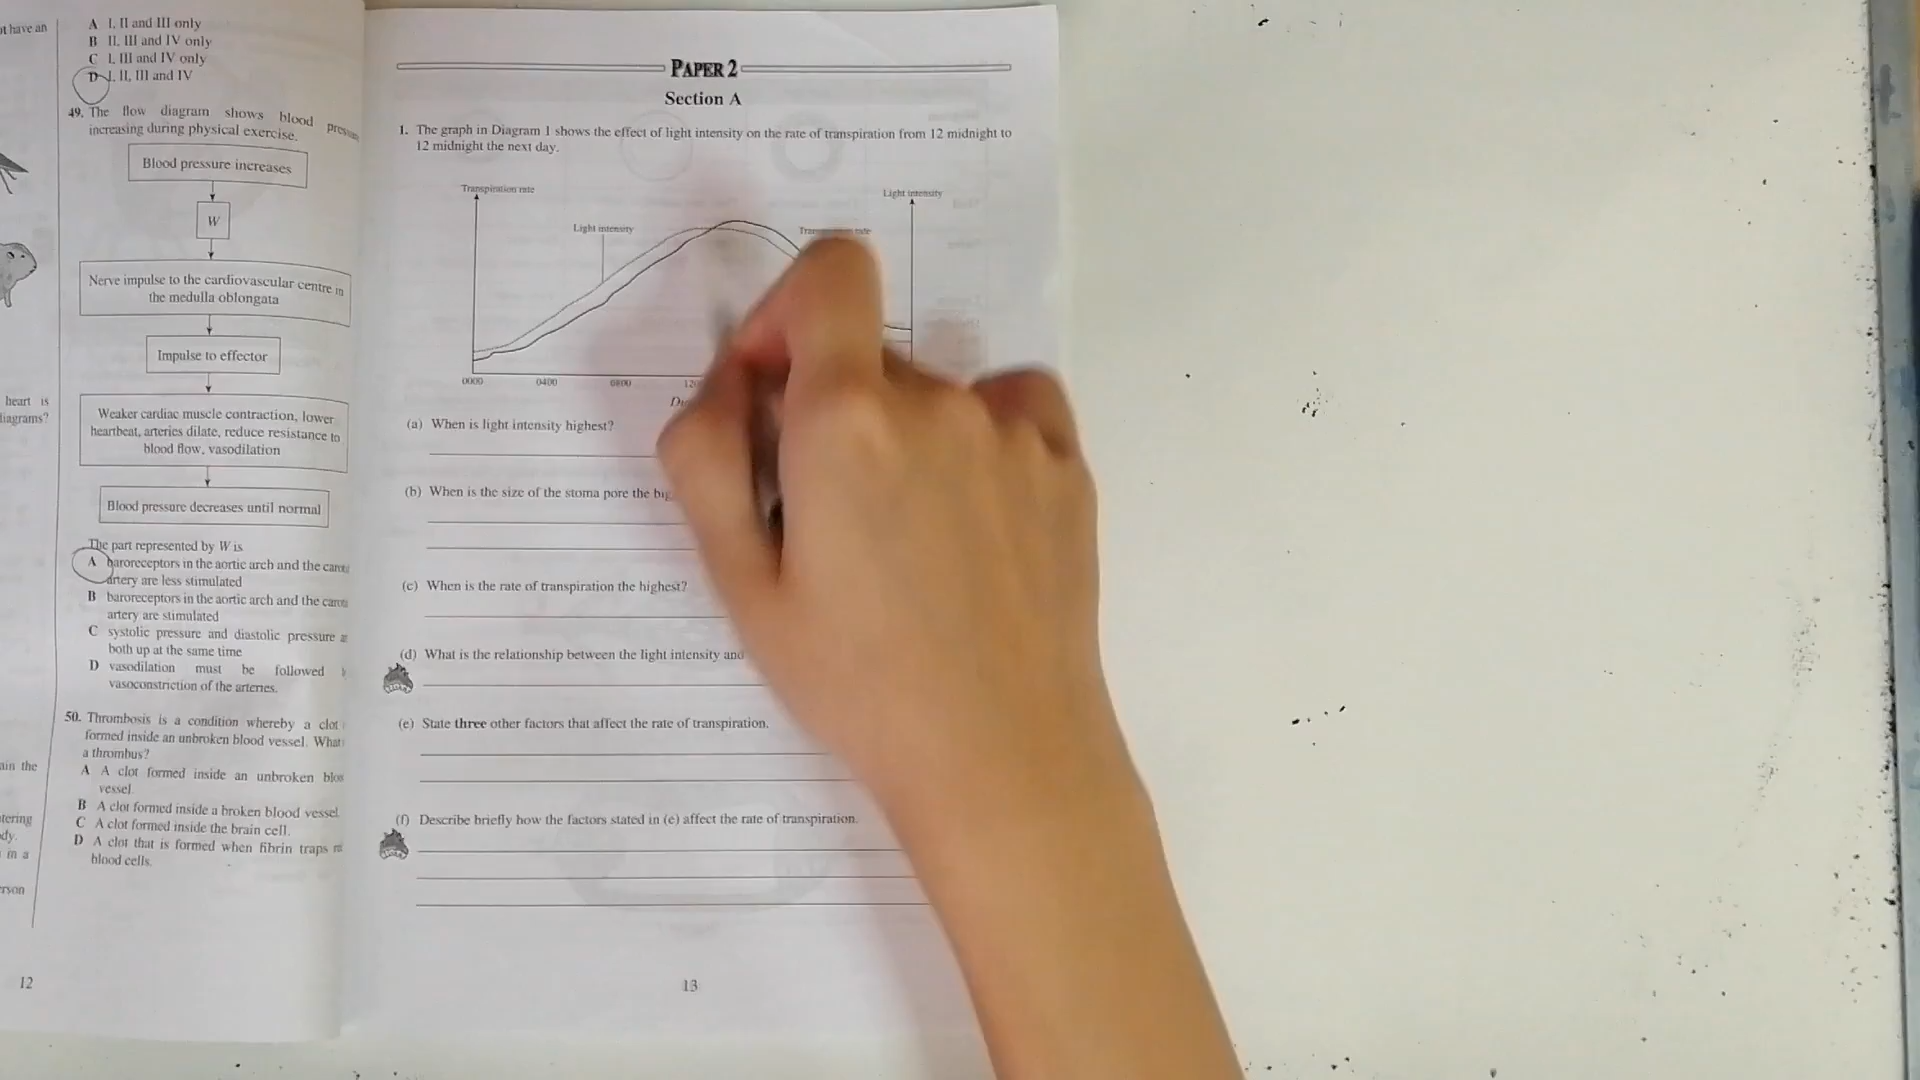 ot have an
heart is
diagrams?
ain the
dy.
in a
erson
A I, II and III only
B II, III and IV only
C I, III and IV only
D I, II, III and IV
49. The flow diagram shows blood
increasing during physical exercise.
Blood pressure increases
W
Nerve impulse to the cardiovascular centre in
the medulla oblongata
Impulse to effector
Weaker cardiac muscle contraction, lower
heartbeat, arteries dilate, reduce resistance to
blood flow, vasodilation
Blood pressure decreases until normal
The part represented by W is
A baroreceptors in the aortic arch and the
artery are less stimulated
B baroreceptors in the aortic arch and the
artery are stimulated
C systolic pressure and diastolic pressure
both up at the same time
D vasodilation must be followed
vasoconstriction of the arteries.
50. Thrombosis is a condition whereby a clot
formed inside an unbroken blood vessel. What
a thrombus?
A A clot formed inside an unbroken
vessel.
B A clot formed inside a broken blood vessel
C A clot formed inside the brain cell.
D A clot that is formed when fibrin traps
blood cells.
12
PAPER 2
Section A
1. The graph in Diagram 1 shows the effect of light intensity on the rate of transpiration from 12 midnight to
12 midnight the next day.
Transpiration rate
Light intensity
Light intensity
rate
0000 0400 0800
(a) When is light intensity highest?
(b) When is the size of the stoma pore the
(c) When is the rate of transpiration the highest?
(d) What is the relationship between the light intensity and
(e) State three other factors that affect the rate of transpiration.
(f) Describe briefly how the factors stated in (e) affect the rate of transpiration.
13